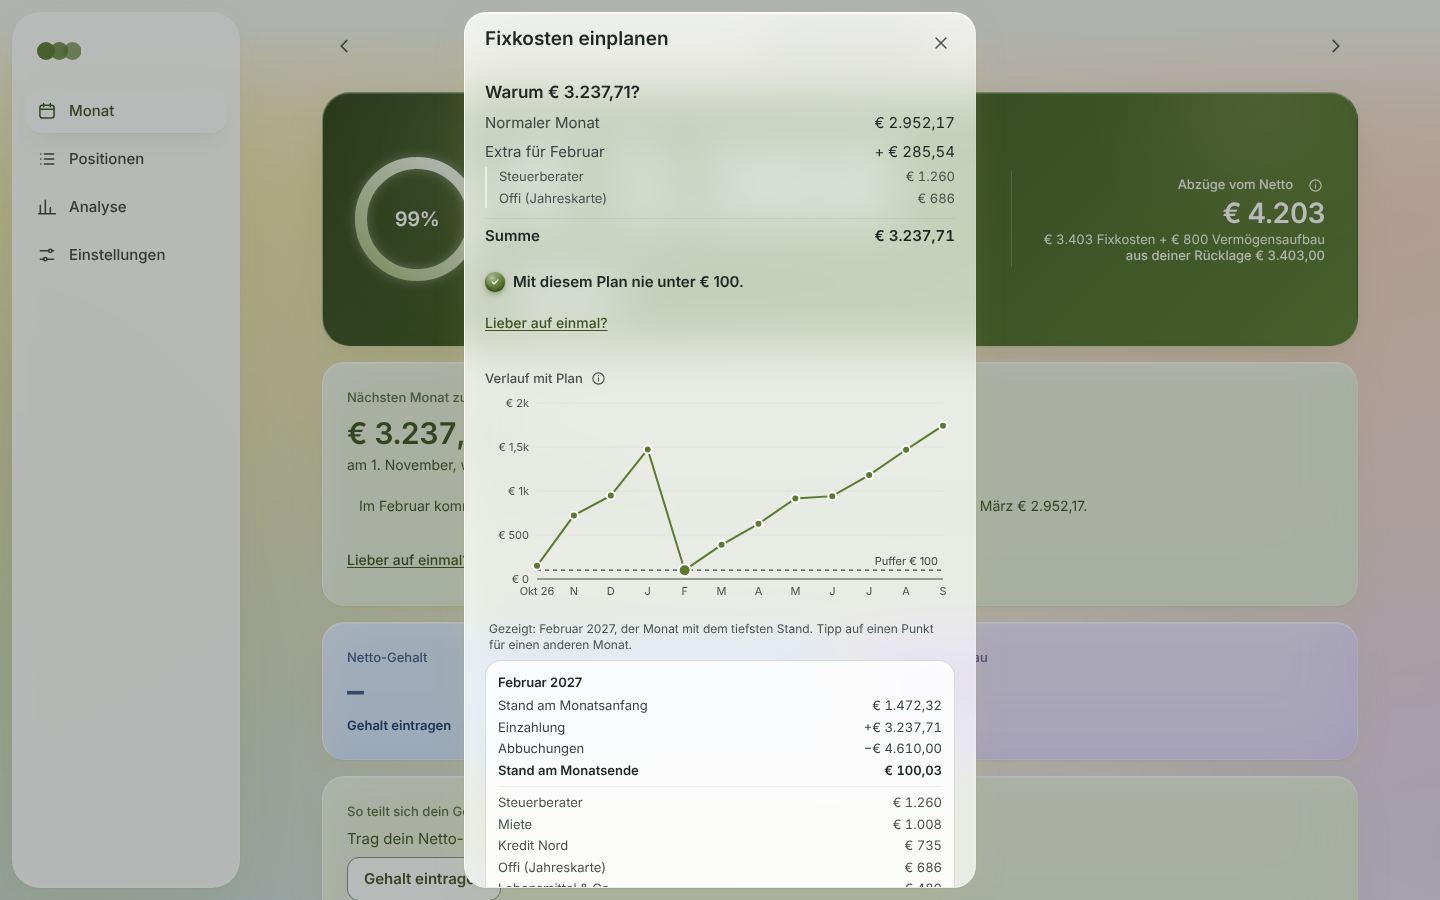 Monat
Positionen
Analyse
Einstellungen
99%
Abzüge vom Netto
€ 4.203
€ 3.403 Fixkosten + € 800 Vermögensaufbau
aus deiner Rücklage € 3.403,00
Nächsten Monat
€ 3.237,
am 1. November,
Im Februar
März € 2.952,17.
Lieber auf einmal?
Netto-Gehalt
Gehalt eintragen
So teilt sich dein
Trag dein Netto-
Gehalt
Fixkosten einplanen
Warum € 3.237,71?
Normaler Monat € 2.952,17
Extra für Februar + € 285,54
Steuerberater € 1.260
Offi (Jahreskarte) € 686
Summe € 3.237,71
Mit diesem Plan nie unter € 100.
Lieber auf einmal?
Verlauf mit Plan
€ 2k
€ 1,5k
€ 1k
€ 500
€ 0
Puffer € 100
Okt 26 N D J F M A M J J A S
Gezeigt: Februar 2027, der Monat mit dem tiefsten Stand. Tipp auf einen Punkt
für einen anderen Monat.
Februar 2027
Stand am Monatsanfang € 1.472,32
Einzahlung +€ 3.237,71
Abbuchungen −€ 4.610,00
Stand am Monatsende € 100,03
Steuerberater € 1.260
Miete € 1.008
Kredit Nord € 735
Offi (Jahreskarte) € 686